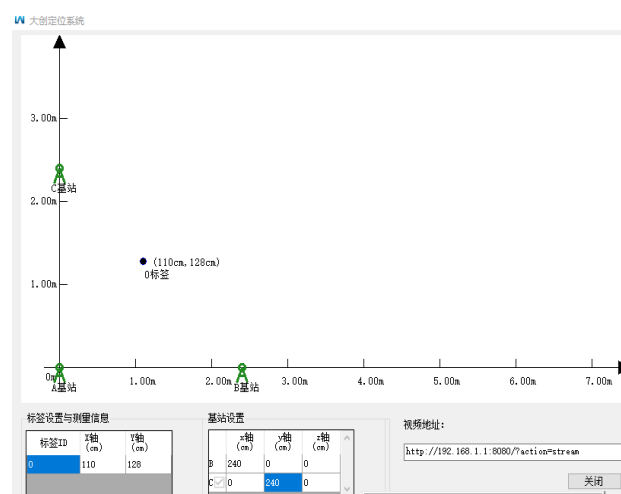 大创定位系统
3.00m
C基站
2.00m
(110cm,128cm)
0标签
1.00m
0m
A基站
1.00m
2.00m
B基站
3.00m
4.00m
5.00m
6.00m
7.00m
标签设置与测量信息
标签ID
X轴
(cm)
Y轴
(cm)
0
110
128
基站设置
x轴
(cm)
y轴
(cm)
z轴
(cm)
B
240
0
0
C
0
240
0
视频地址:
http://192.168.1.1:8080/?action=stream
关闭